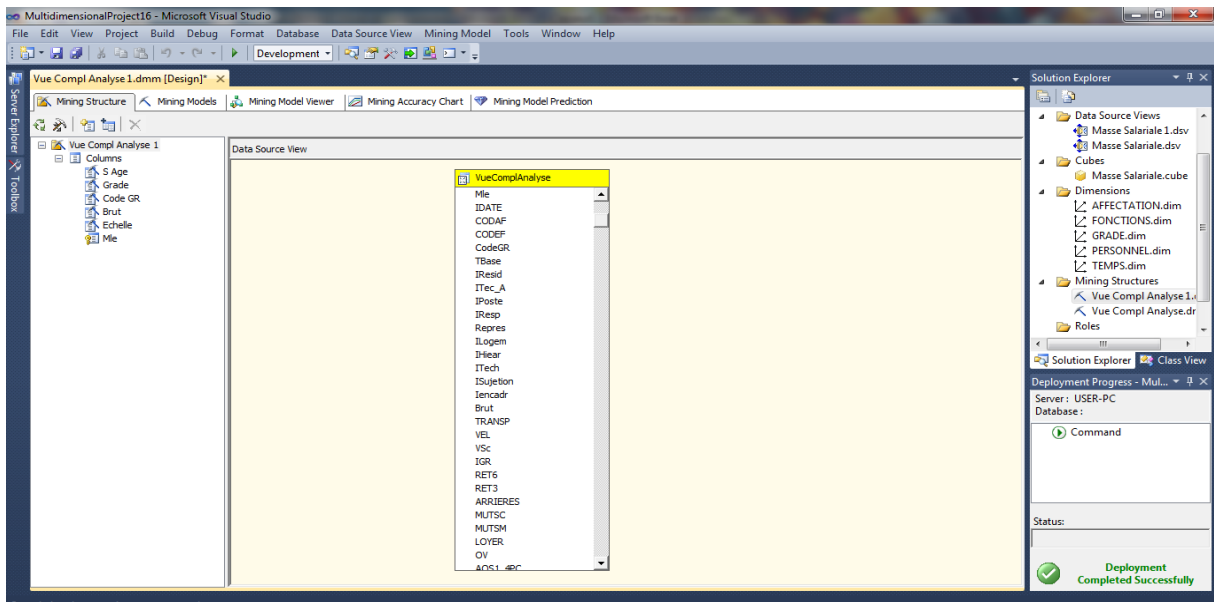 MultidimensionalProject16 - Microsoft Visual Studio
File Edit View Project Build Debug Format Database Data Source View Mining Model Tools Window Help
Development
Vue Compl Analyse 1.dmm [Design]*
Mining Structure Mining Models Mining Model Viewer Mining Accuracy Chart Mining Model Prediction
Server Explorer
Toolbox
Vue Compl Analyse 1
Columns
S Age
Grade
Code GR
Brut
Echelle
Mle
Data Source View
VueComplAnalyse
Mle
IDATE
CODAF
CODEF
CodeGR
TBase
IResid
ITec_A
IPoste
IResp
Repres
ILogem
IHiear
ITech
ISujetion
Iencadr
Brut
TRANSP
VEL
VSc
IGR
RET6
RET3
ARRIERES
MUTSC
MUTSM
LOYER
OV
AOS1_4PC
Solution Explorer
Data Source Views
Masse Salariale 1.dsv
Masse Salariale.dsv
Cubes
Masse Salariale.cube
Dimensions
AFFECTATION.dim
FONCTIONS.dim
GRADE.dim
PERSONNEL.dim
TEMPS.dim
Mining Structures
Vue Compl Analyse 1.
Vue Compl Analyse.dr
Roles
Solution Explorer Class View
Deployment Progress - Mul...
Server : USER-PC
Database :
Command
Status:
Deployment
Completed Successfully